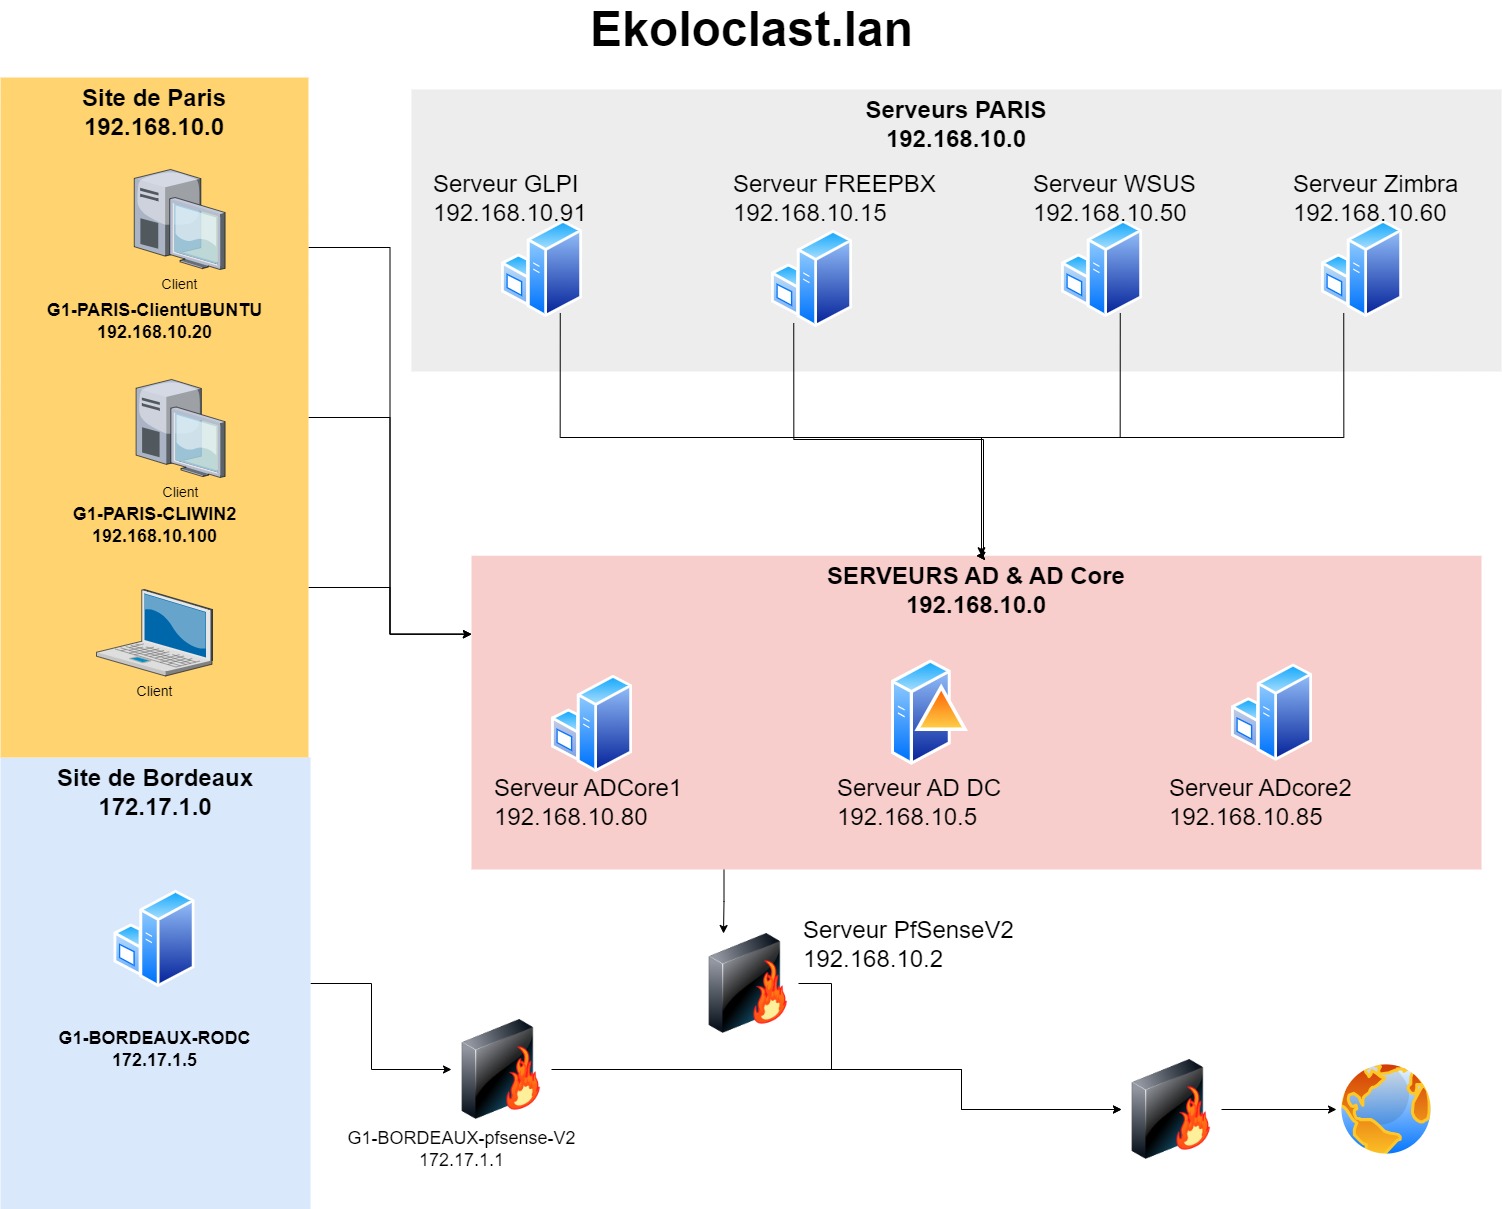 Ekoloclast.lan
Site de Paris
192.168.10.0
Client
G1-PARIS-ClientUBUNTU
192.168.10.20
Client
G1-PARIS-CLIWIN2
192.168.10.100
Client
Serveurs PARIS
192.168.10.0
Serveur GLPI
192.168.10.91
Serveur FREEPBX
192.168.10.15
Serveur WSUS
192.168.10.50
Serveur Zimbra
192.168.10.60
SERVEURS AD & AD Core
192.168.10.0
Serveur ADCore1
192.168.10.80
Serveur AD DC
192.168.10.5
Serveur ADcore2
192.168.10.85
Site de Bordeaux
172.17.1.0
G1-BORDEAUX-RODC
172.17.1.5
Serveur PfSenseV2
192.168.10.2
G1-BORDEAUX-pfsense-V2
172.17.1.1